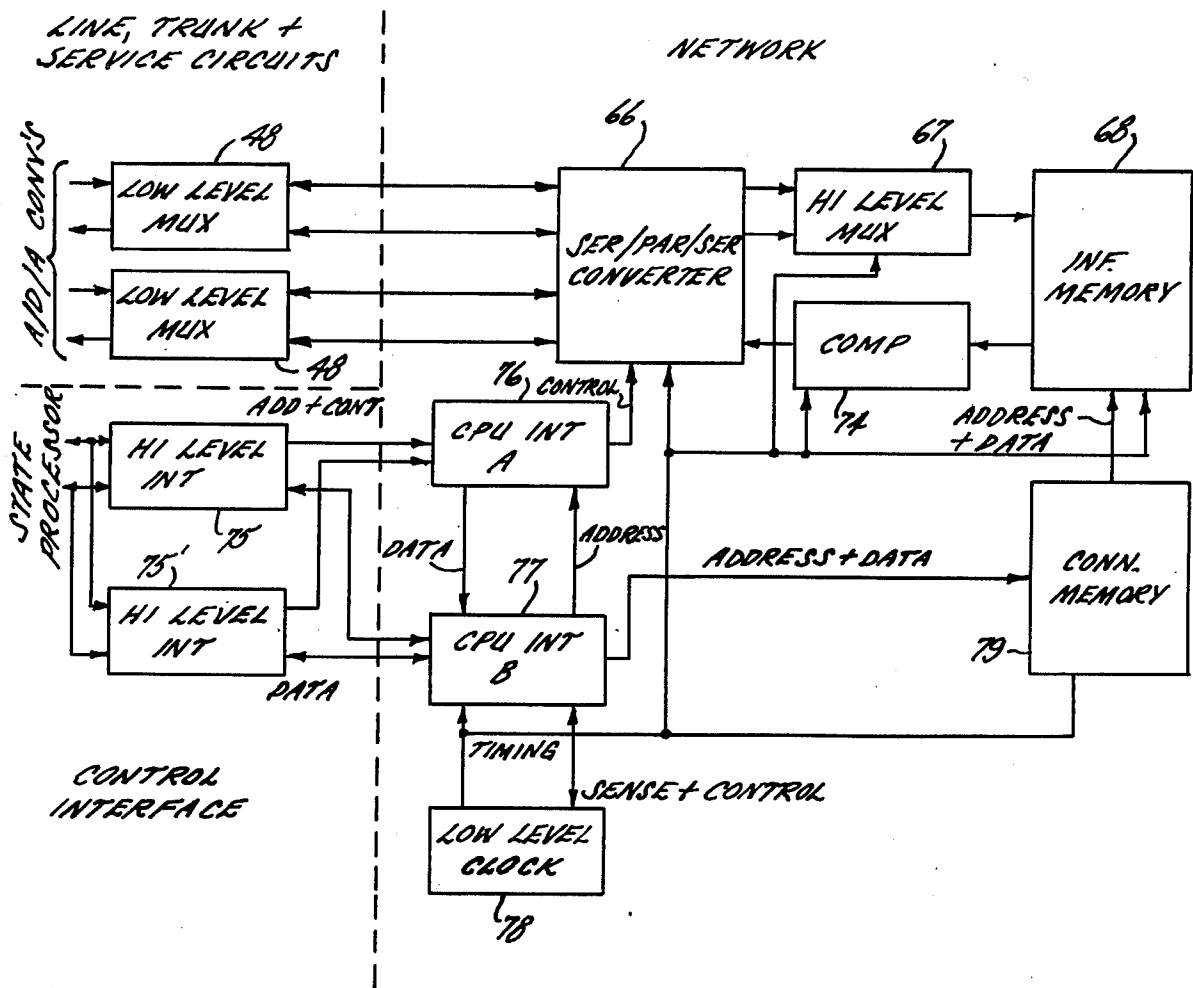 LINE, TRUNK +
SERVICE CIRCUITS
NETWORK
A/D/A CONV'S
48
LOW LEVEL
MUX
LOW LEVEL
MUX
48
66
SER/PAR/SER
CONVERTER
67
HI LEVEL
MUX
68
INF.
MEMORY
COMP
74
STATE
PROCESSOR
ADD + CONT
HI LEVEL
INT
75
75'
HI LEVEL
INT
DATA
76
CONTROL
CPU INT
A
DATA
ADDRESS
77
CPU INT
B
ADDRESS
+ DATA
ADDRESS + DATA
CONN.
MEMORY
79
TIMING
SENSE + CONTROL
LOW LEVEL
CLOCK
78
CONTROL
INTERFACE